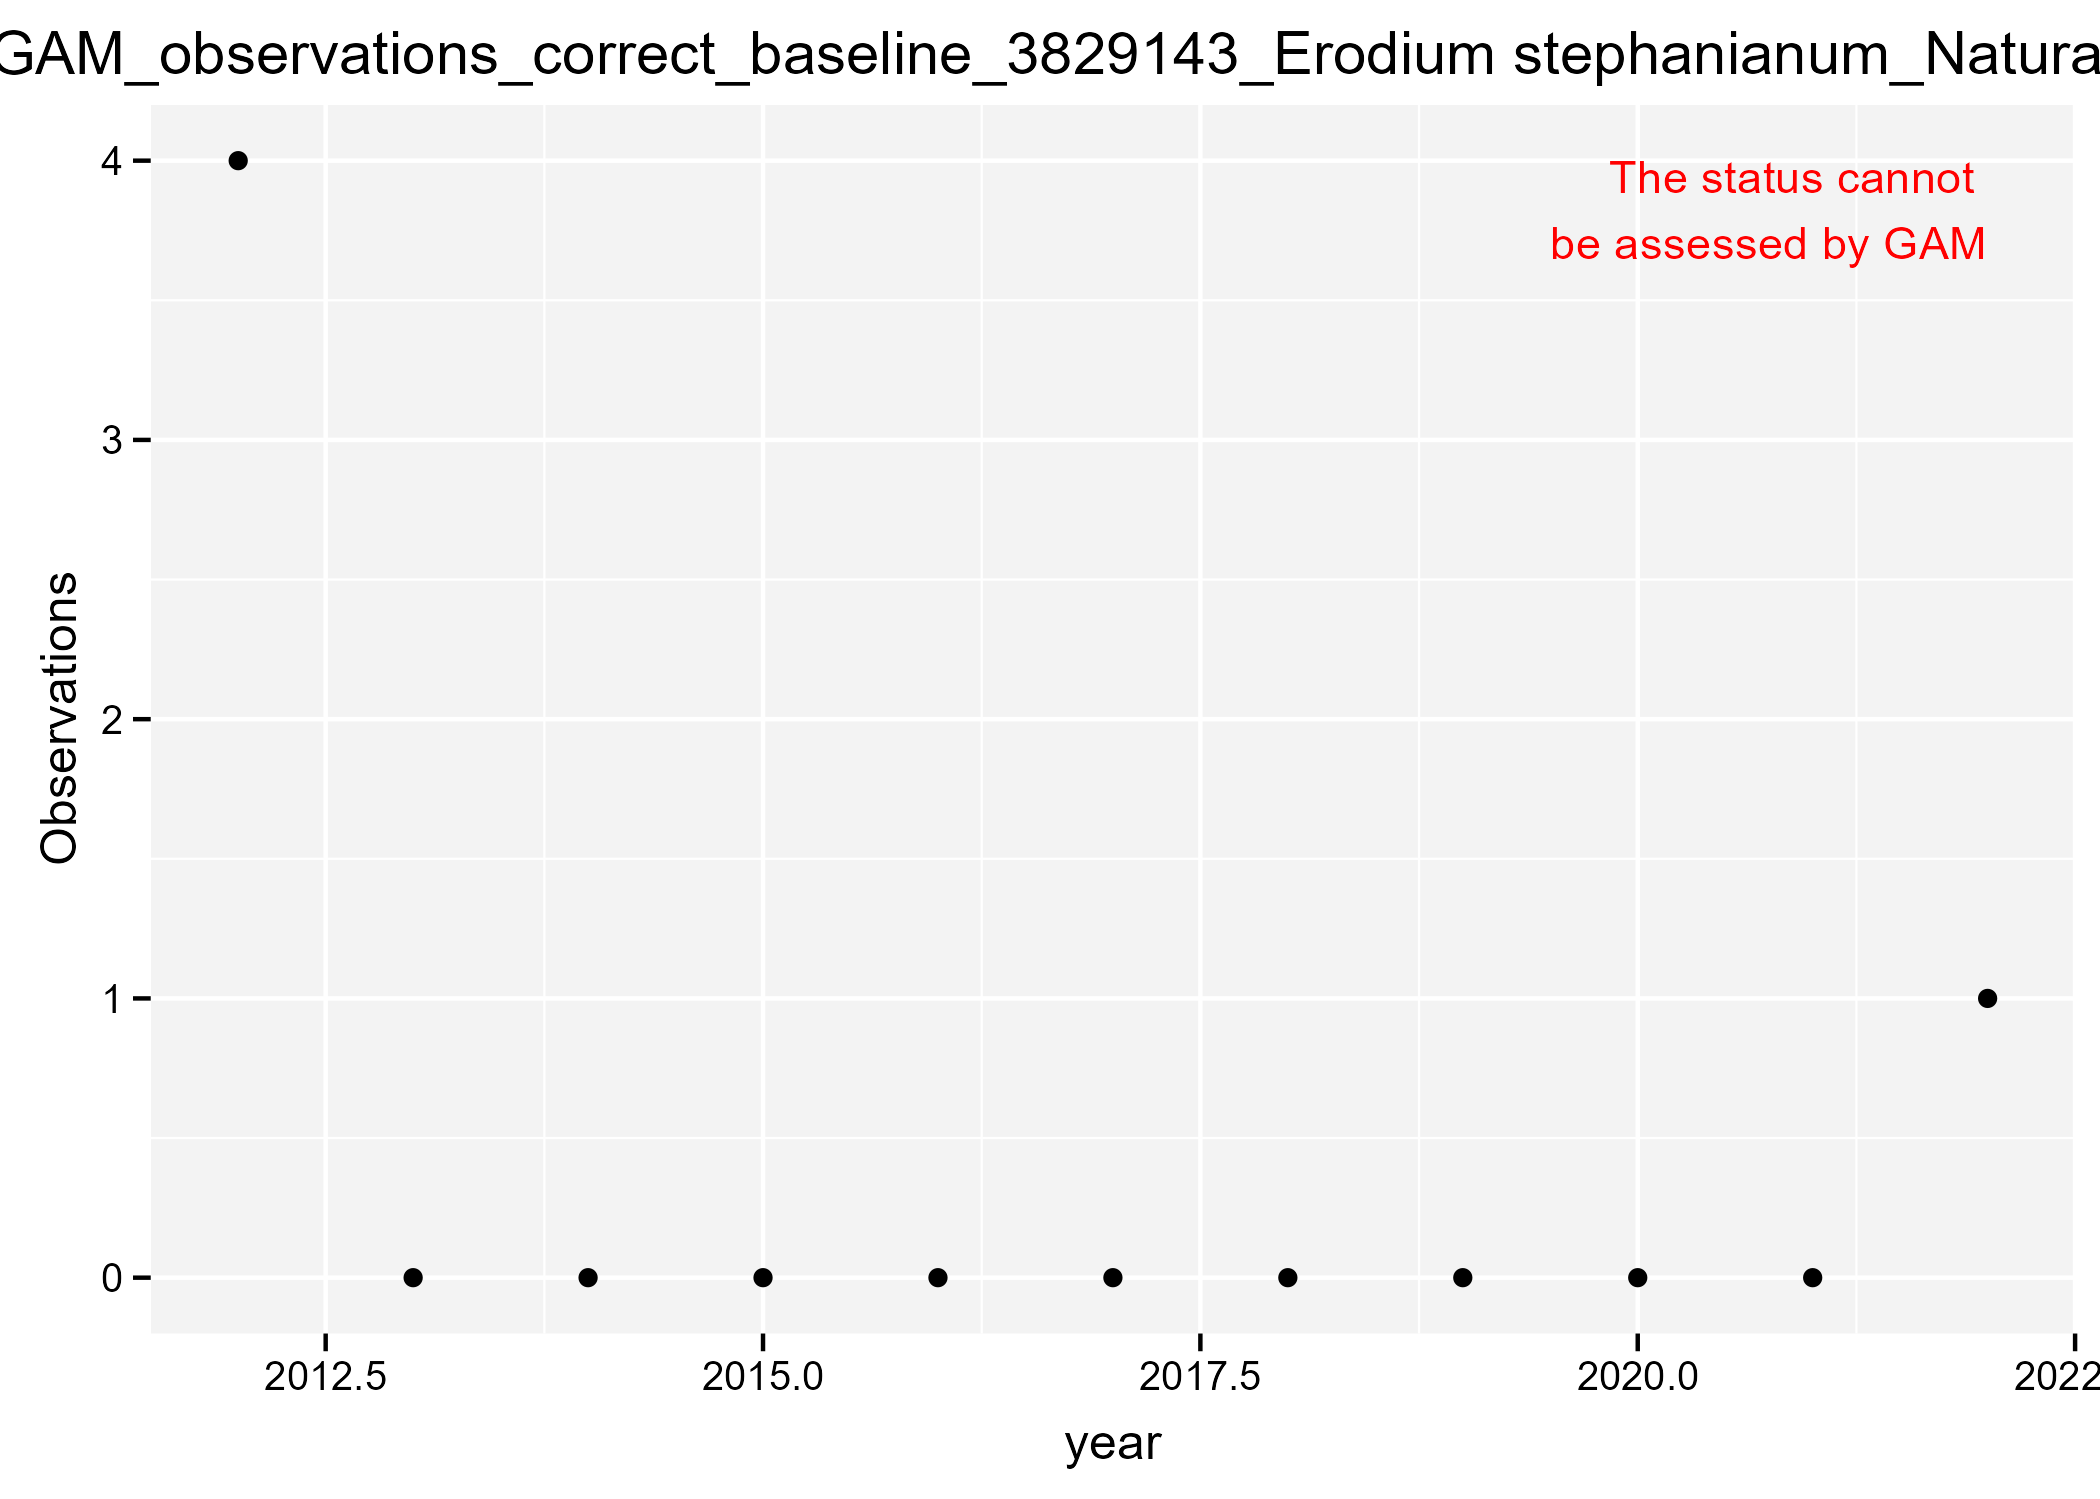 GAM_observations_correct_baseline_3829143_Erodium stephanianum_Natura
4
The status cannot
be assessed by GAM
3
Observations
2
1
0
2012.5 2015.0 2017.5 2020.0 2022
year